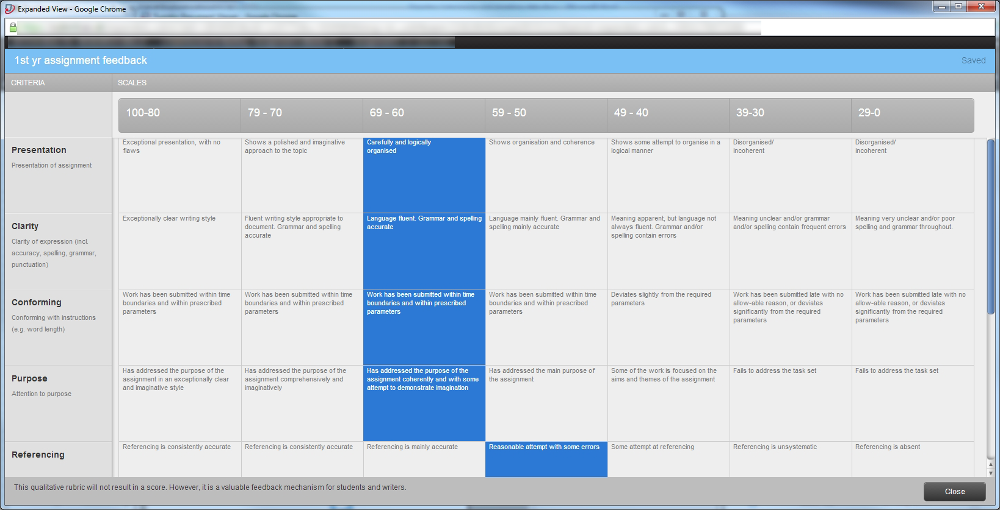 Expanded View - Google Chrome
1st yr assignment feedback
Saved
CRITERIA
SCALES
100-80
79 - 70
69 - 60
59 - 50
49 - 40
39-30
29-0
Presentation
Presentation of assignment
Exceptional presentation, with no
flaws
Shows a polished and imaginative
approach to the topic
Carefully and logically
organised
Shows organisation and coherence
Shows some attempt to organise in a
logical manner
Disorganised/
incoherent
Disorganised/
incoherent
Clarity
Clarity of expression (incl.
accuracy, spelling, grammar,
punctuation)
Exceptionally clear writing style
Fluent writing style appropriate to
document. Grammar and spelling
accurate
Language fluent. Grammar and spelling
accurate
Language mainly fluent. Grammar and
spelling mainly accurate
Meaning apparent, but language not
always fluent. Grammar and/or
spelling contain errors
Meaning unclear and/or grammar
and/or spelling contain frequent errors
Meaning very unclear and/or poor
spelling and grammar throughout.
Conforming
Conforming with instructions
(e.g. word length)
Work has been submitted within time
boundaries and within prescribed
parameters
Work has been submitted within time
boundaries and within prescribed
parameters
Work has been submitted within time
boundaries and within prescribed
parameters
Work has been submitted within time
boundaries and within prescribed
parameters
Deviates slightly from the required
parameters
Work has been submitted late with no
allow-able reason, or deviates
significantly from the required
parameters
Work has been submitted late with no
allow-able reason, or deviates
significantly from the required
parameters
Purpose
Attention to purpose
Has addressed the purpose of the
assignment in an exceptionally clear
and imaginative style
Has addressed the purpose of the
assignment comprehensively and
imaginatively
Has addressed the purpose of the
assignment coherently and with some
attempt to demonstrate imagination
Has addressed the main purpose of
the assignment
Some of the work is focused on the
aims and themes of the assignment
Fails to address the task set
Fails to address the task set
Referencing
Referencing is consistently accurate
Referencing is consistently accurate
Referencing is mainly accurate
Reasonable attempt with some errors
Some attempt at referencing
Referencing is unsystematic
Referencing is absent
This qualitative rubric will not result in a score. However, it is a valuable feedback mechanism for students and writers.
Close